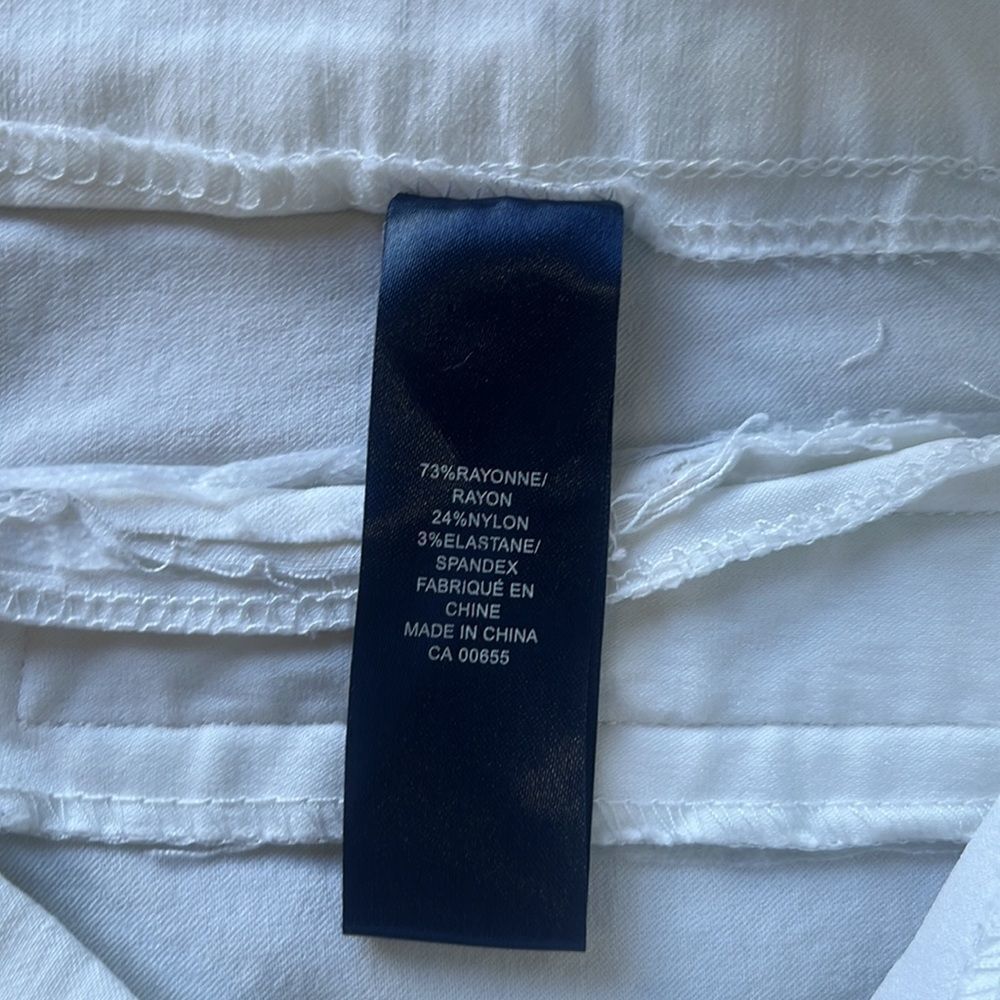 73%RAYONNE/
RAYON
24%NYLON
3%ELASTANE/
SPANDEX
FABRIQUÉ EN
CHINE
MADE IN CHINA
CA 00655